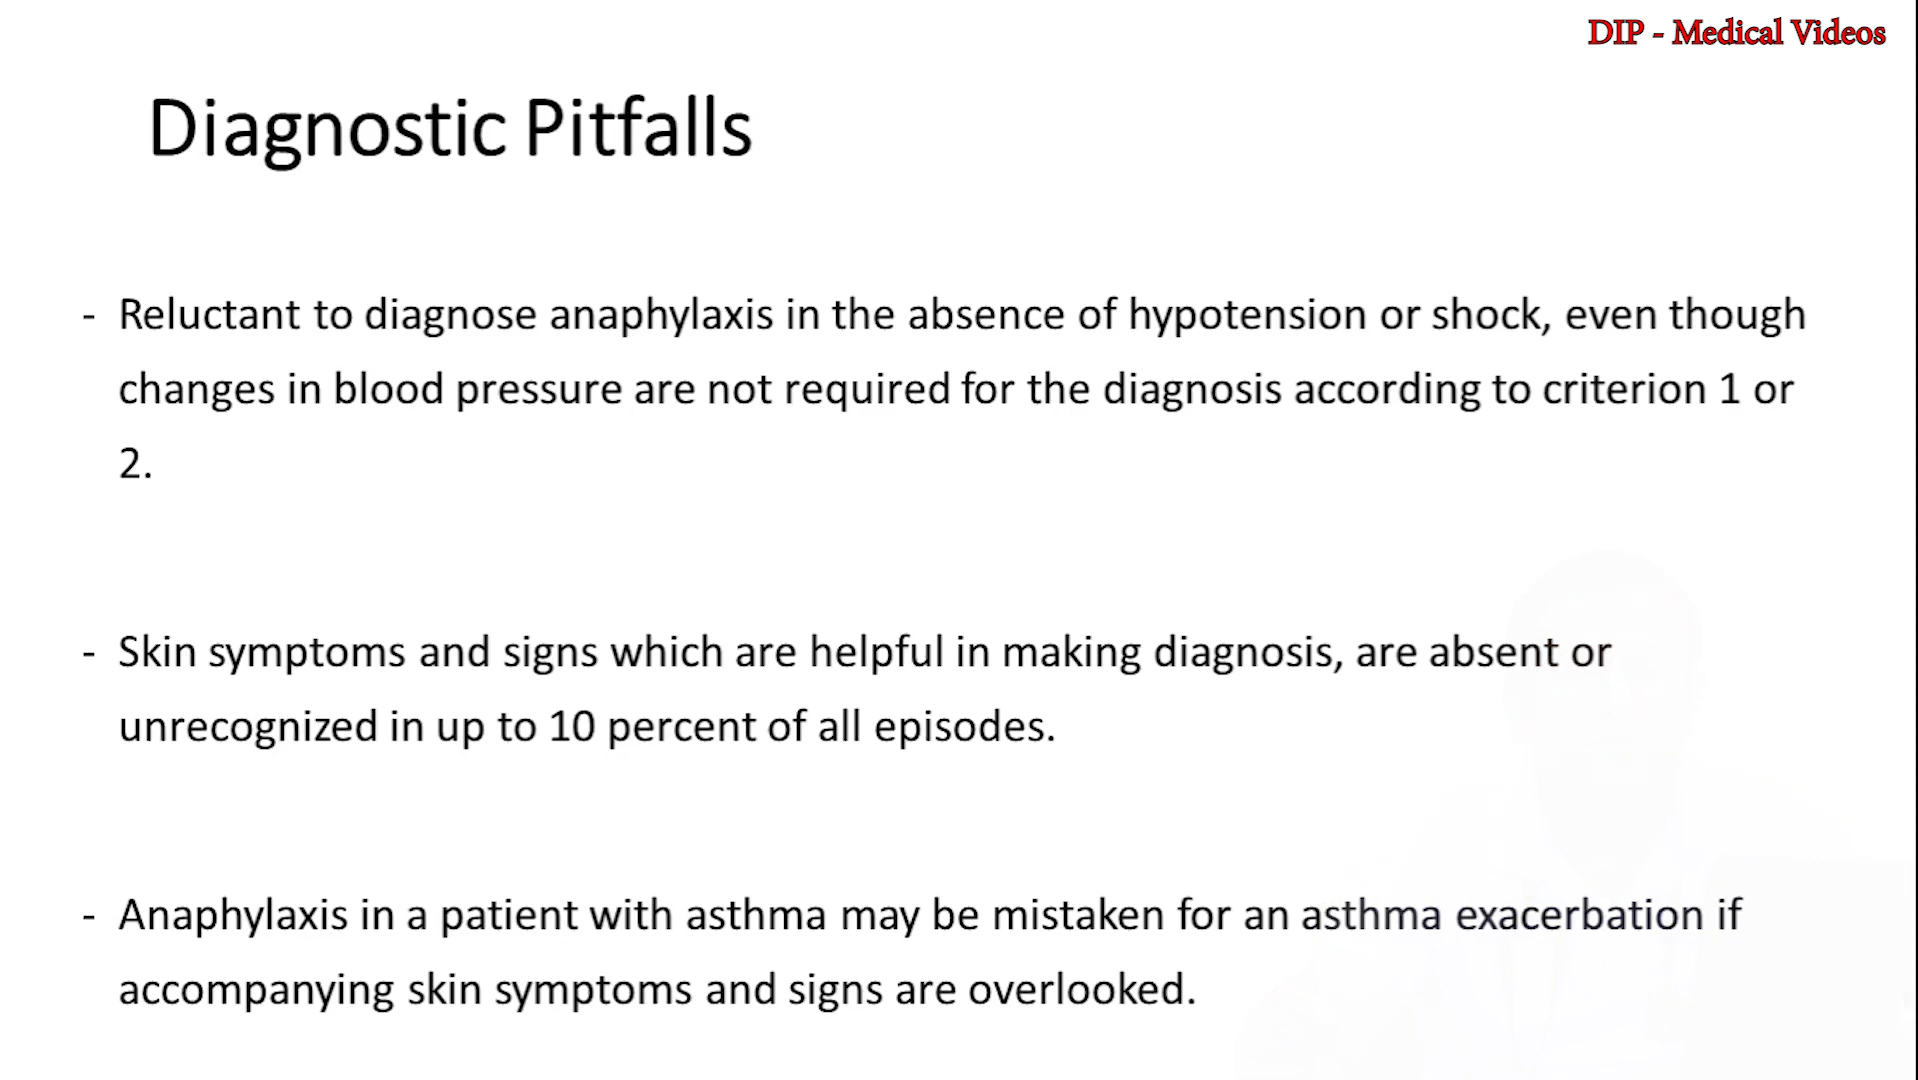 DIP - Medical Videos
Diagnostic Pitfalls
- Reluctant to diagnose anaphylaxis in the absence of hypotension or shock, even though
changes in blood pressure are not required for the diagnosis according to criterion 1 or
2.
- Skin symptoms and signs which are helpful in making diagnosis, are absent or
unrecognized in up to 10 percent of all episodes.
- Anaphylaxis in a patient with asthma may be mistaken for an asthma exacerbation if
accompanying skin symptoms and signs are overlooked.